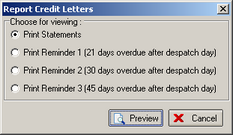 Report Credit Letters
Choose for viewing :
Print Statements
Print Reminder 1 (21 days overdue after despatch day)
Print Reminder 2 (30 days overdue after despatch day)
Print Reminder 3 (45 days overdue after despatch day)
Preview
Cancel